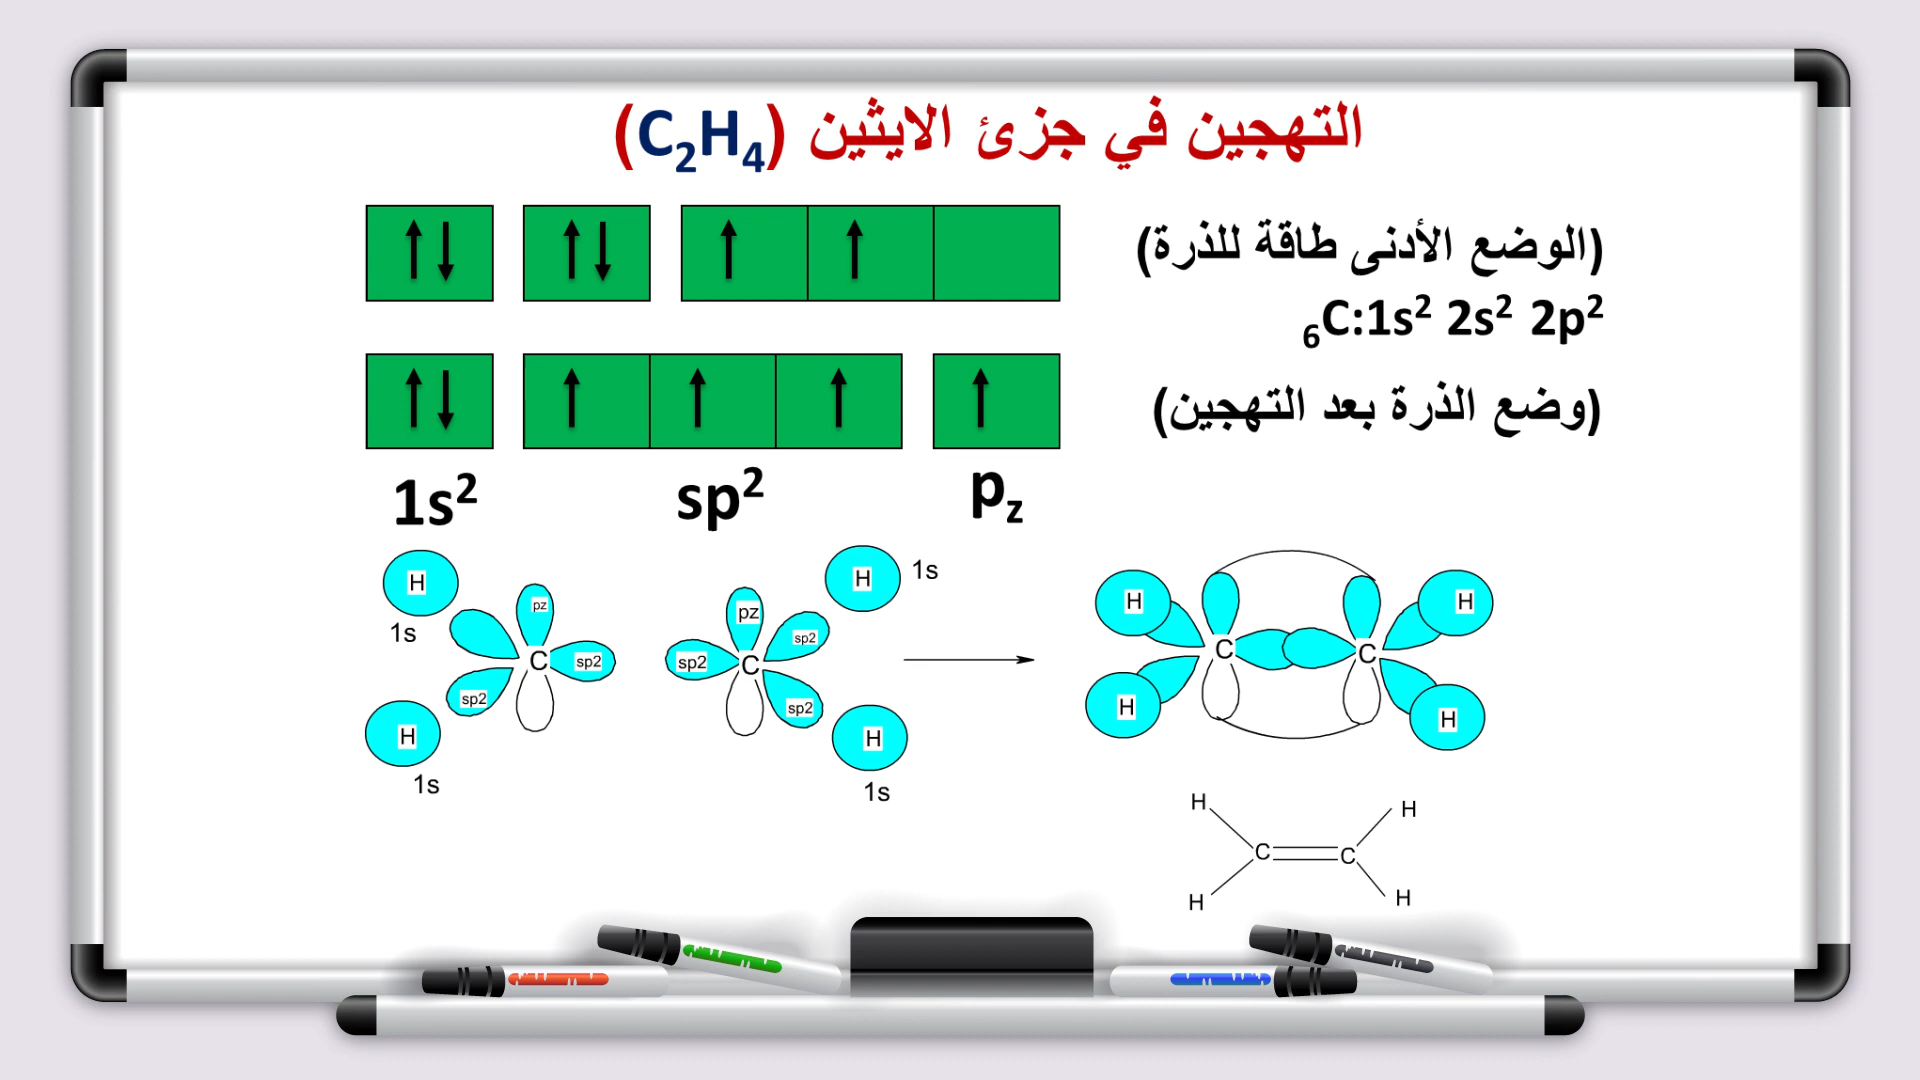 التهجين في جزئ الايثين (C₂H₄)
(الوضع الأدنى طاقة للذرة)
₆C:1s² 2s² 2p²
(وضع الذرة بعد التهجين)
1s² sp² pz
H 1s pz sp2 C sp2 H 1s
pz sp2 sp2 C sp2 H 1s H 1s
H H C C H H
H H C C H H